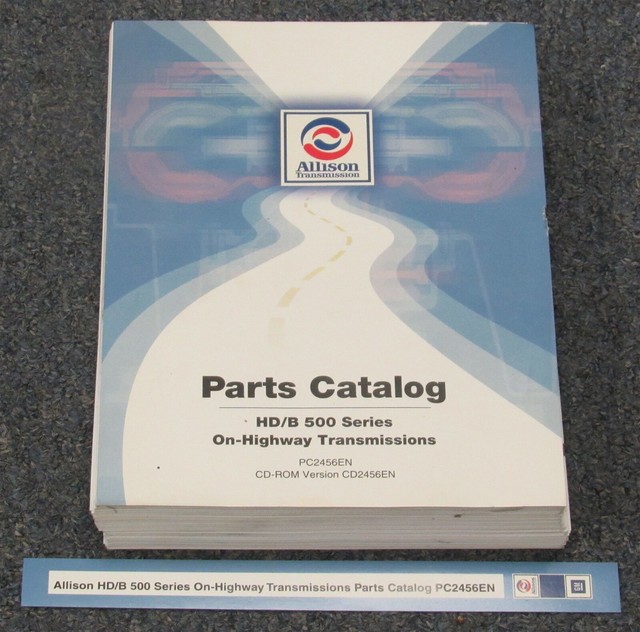 Allison
Transmission
Parts Catalog
HD/B 500 Series
On-Highway Transmissions
PC2456EN
CD-ROM Version CD2456EN
Allison HD/B 500 Series On-Highway Transmissions Parts Catalog PC2456EN